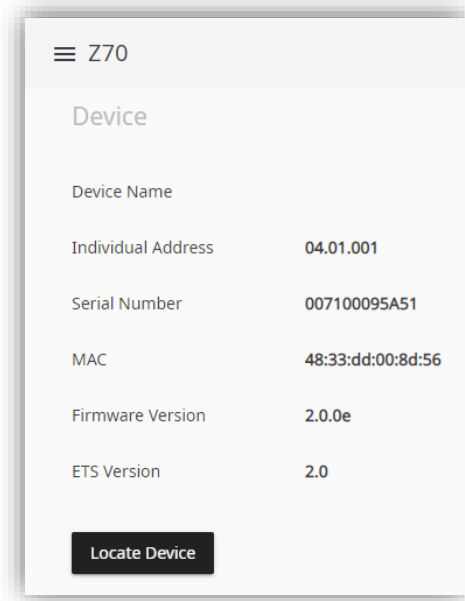 Z70
Device
Device Name
Individual Address 04.01.001
Serial Number 007100095A51
MAC 48:33:dd:00:8d:56
Firmware Version 2.0.0e
ETS Version 2.0
Locate Device